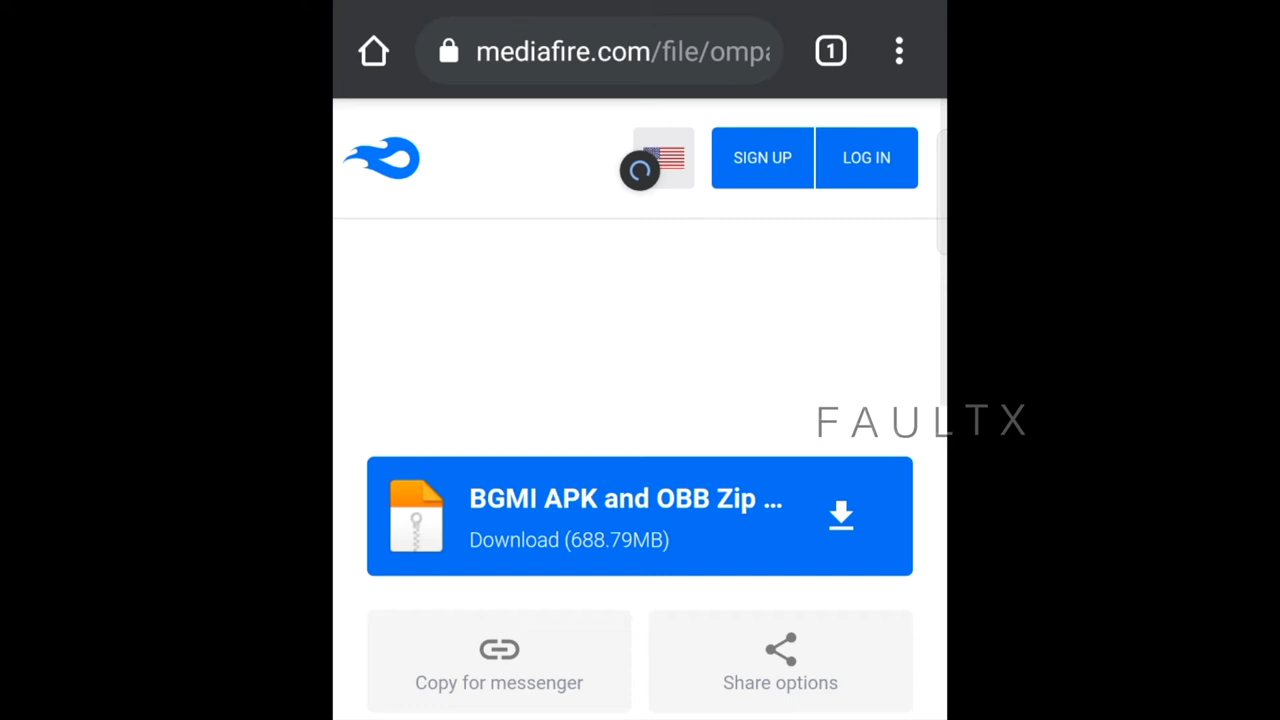 mediafire.com/file/ompa
1
SIGN UP
LOG IN
FAULTX
BGMI APK and OBB Zip ...
Download (688.79MB)
Copy for messenger
Share options